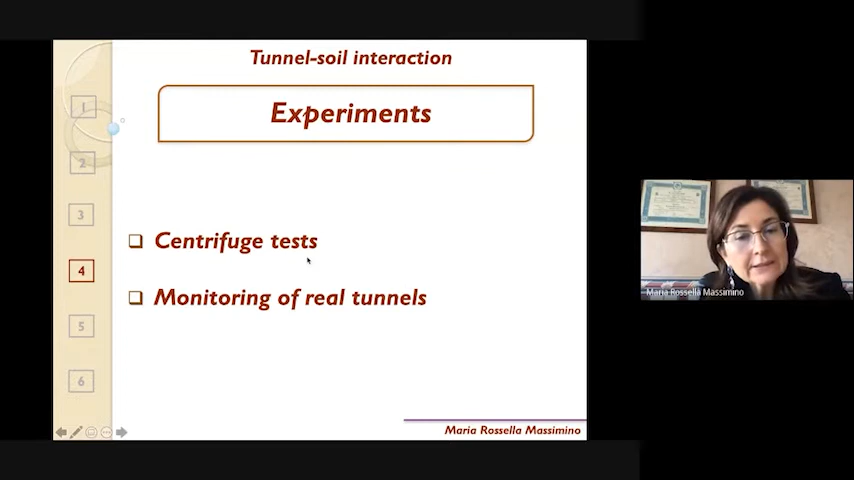 Tunnel-soil interaction
Experiments
1
2
3
4
5
6
Centrifuge tests
Monitoring of real tunnels
Maria Rossella Massimino
Maria Rossella Massimino